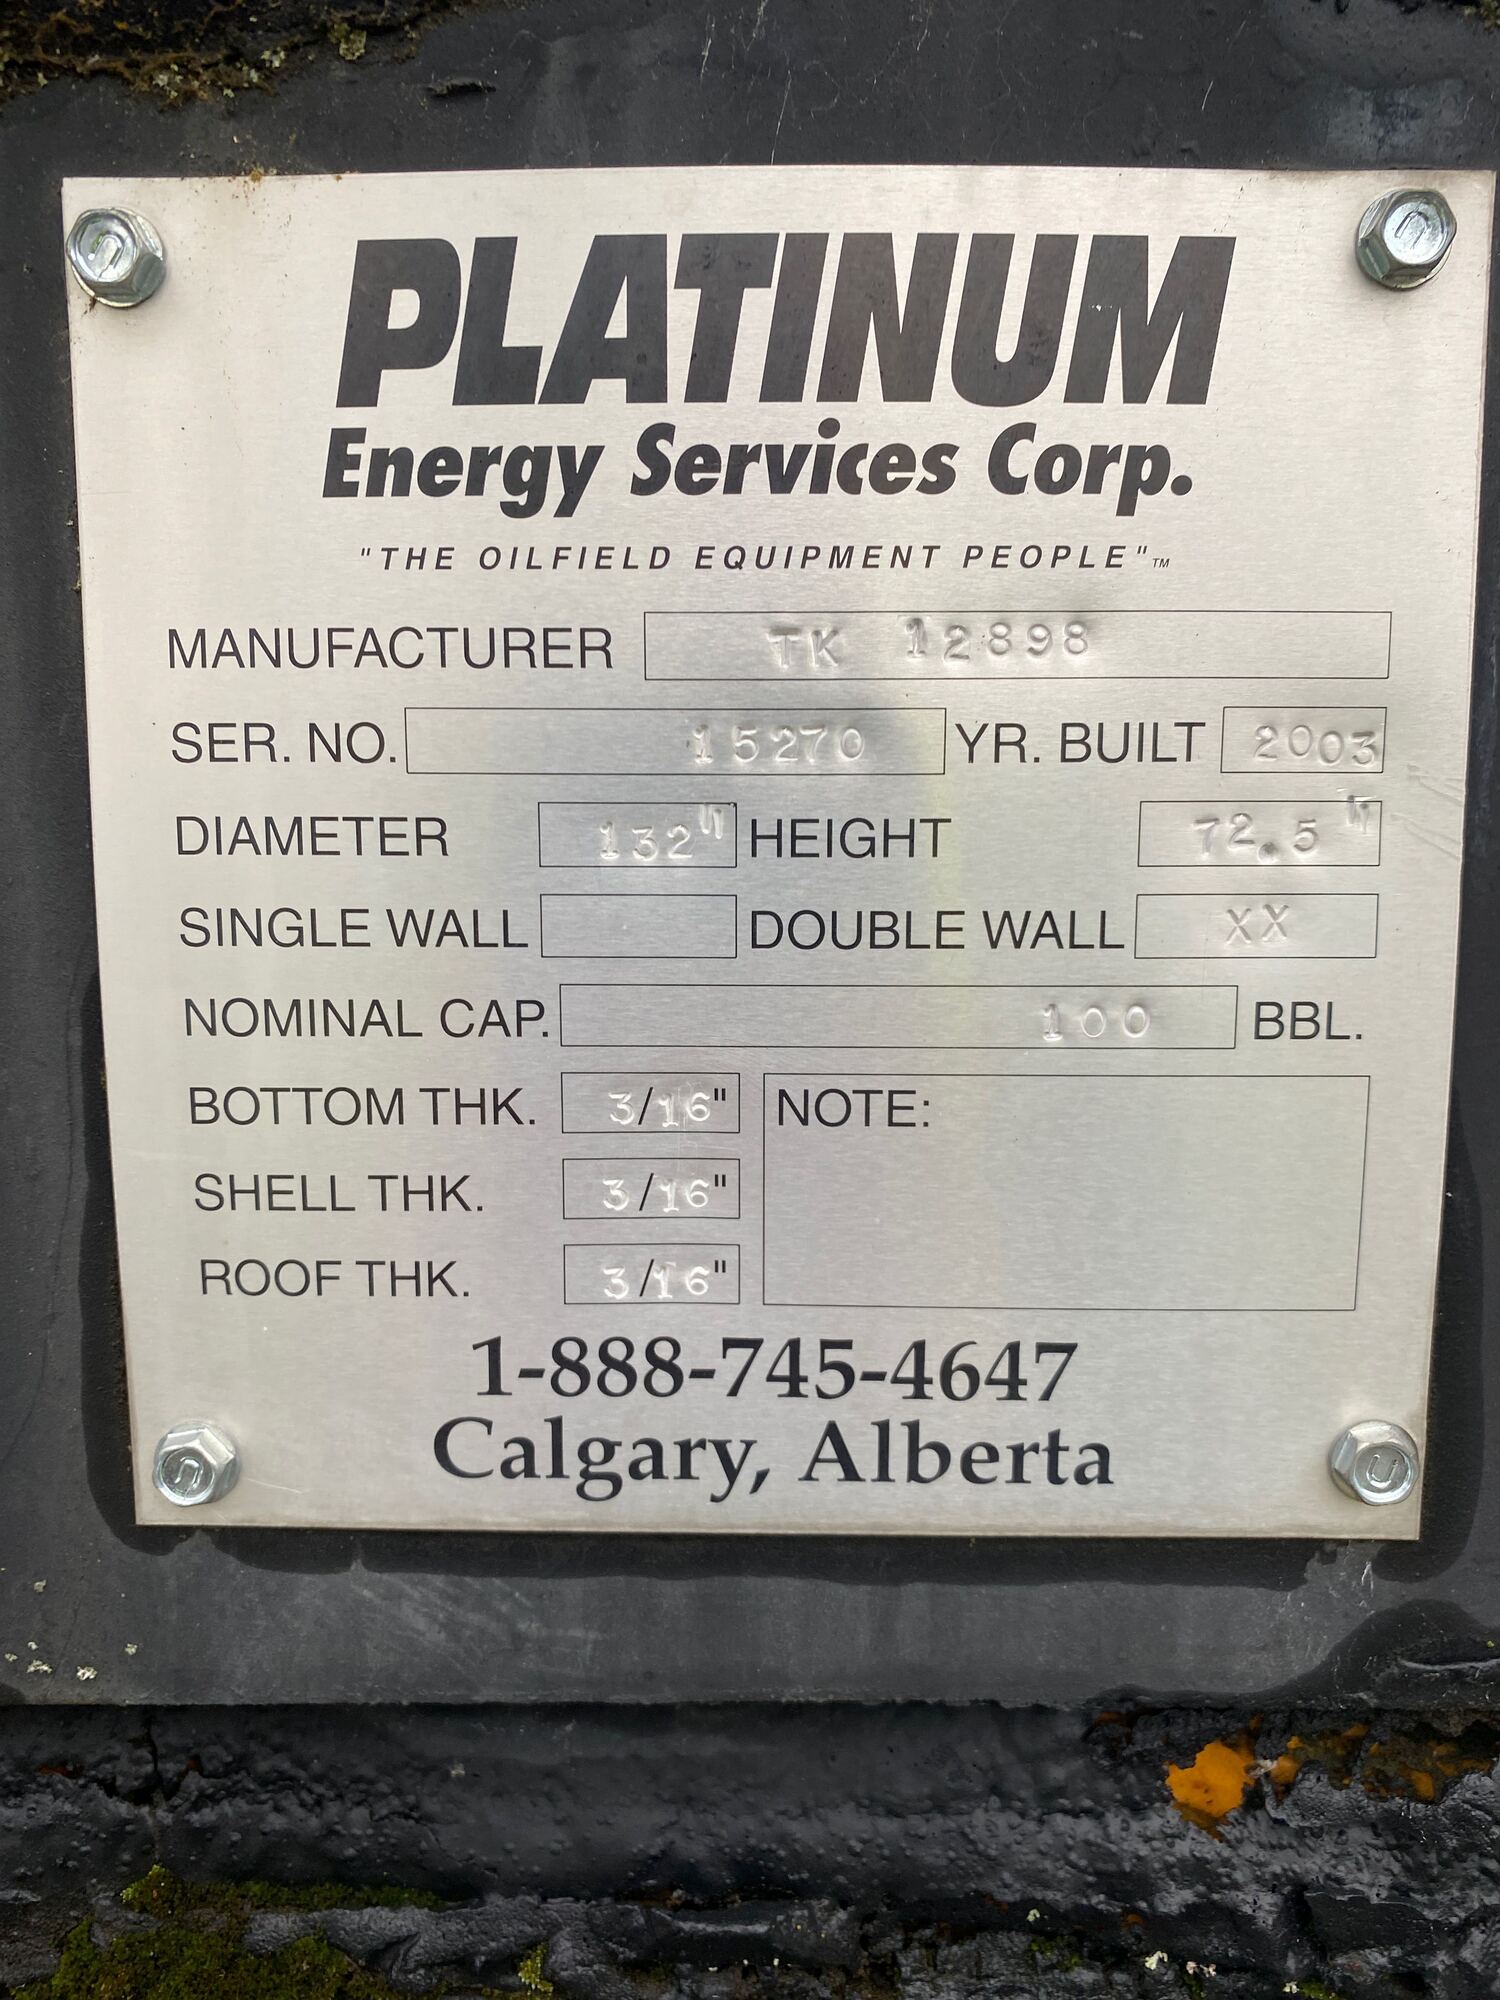 PLATINUM
Energy Services Corp.
"THE OILFIELD EQUIPMENT PEOPLE"™
MANUFACTURER TK 12898
SER. NO. 15270 YR. BUILT 2003
DIAMETER 132" HEIGHT 72.5"
SINGLE WALL DOUBLE WALL XX
NOMINAL CAP. 100 BBL.
BOTTOM THK. 3/16" NOTE:
SHELL THK. 3/16"
ROOF THK. 3/16"
1-888-745-4647
Calgary, Alberta